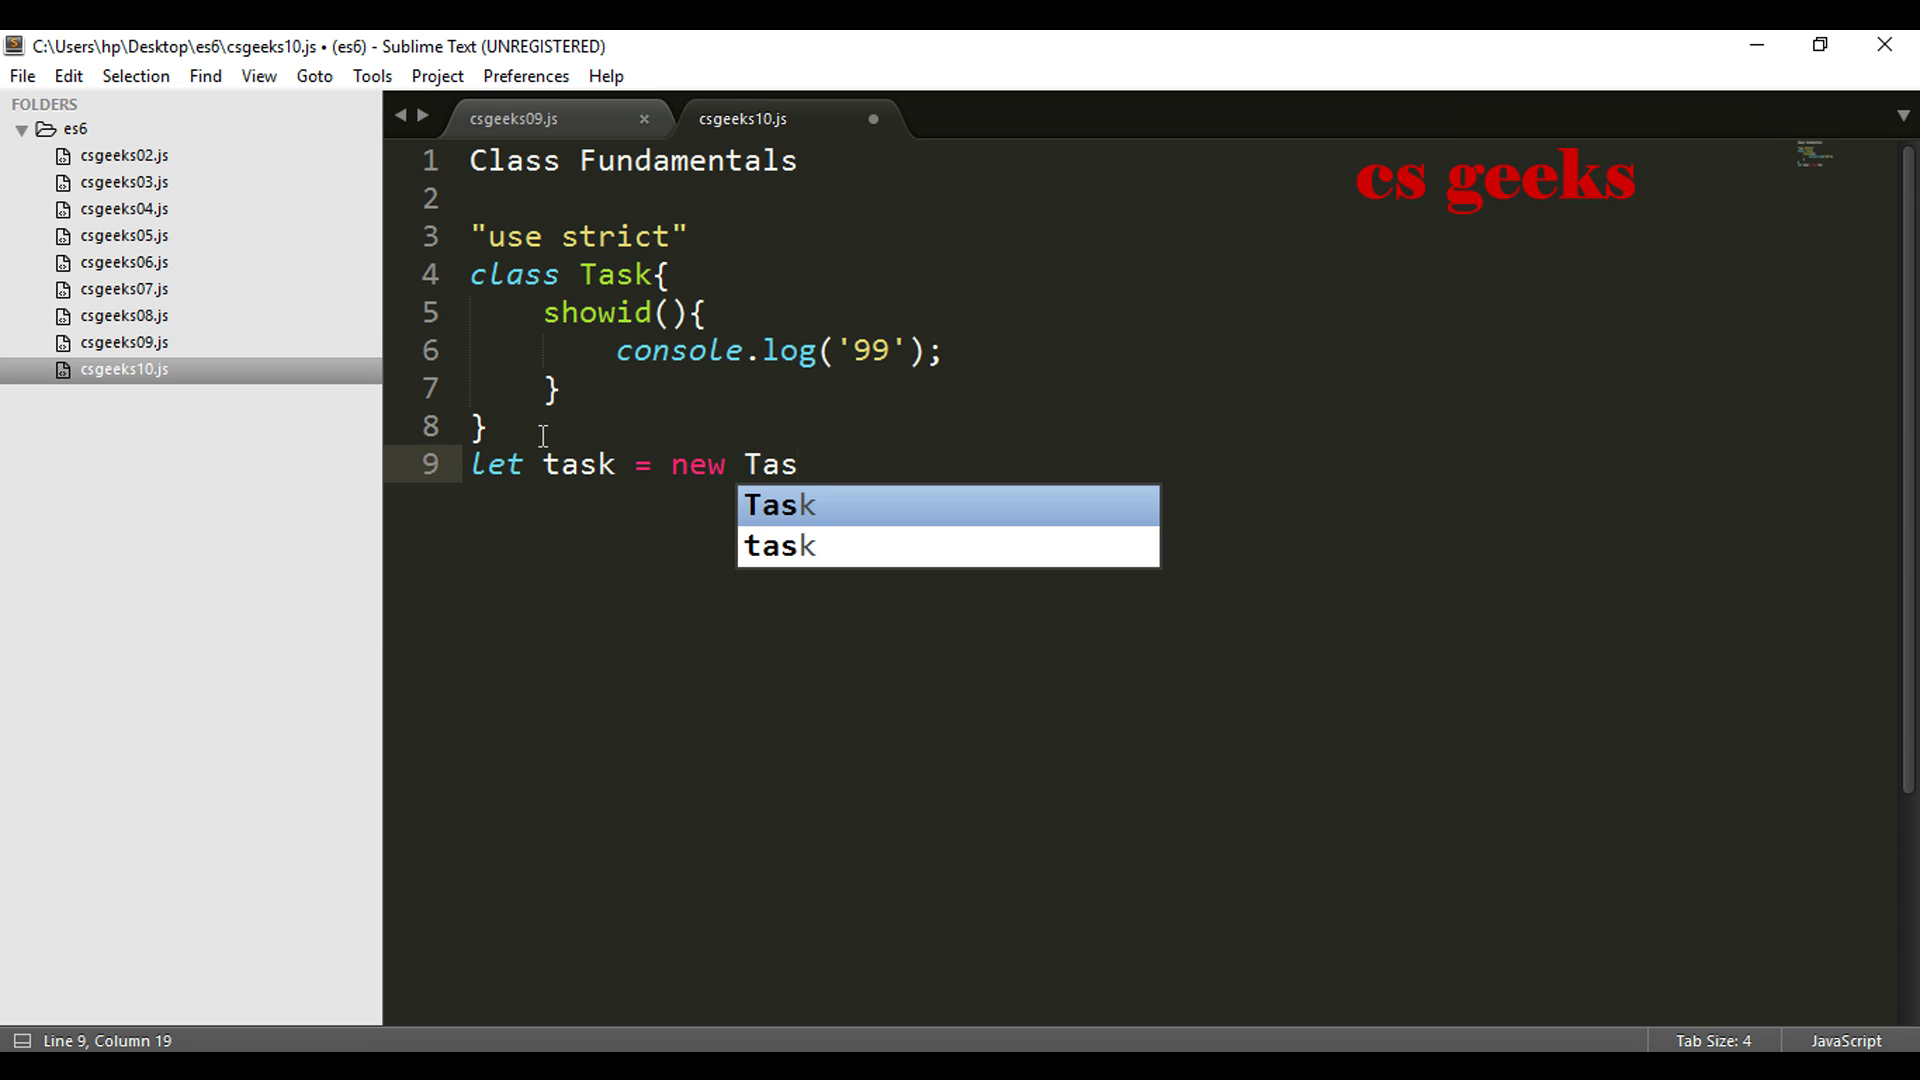 C:\Users\hp\Desktop\es6\csgeeks10.js • (es6) - Sublime Text (UNREGISTERED)
File Edit Selection Find View Goto Tools Project Preferences Help
FOLDERS
es6
csgeeks02.js
csgeeks03.js
csgeeks04.js
csgeeks05.js
csgeeks06.js
csgeeks07.js
csgeeks08.js
csgeeks09.js
csgeeks10.js
csgeeks09.js × csgeeks10.js
cs geeks
1 Class Fundamentals
2
3 "use strict"
4 class Task{
5 showid(){
6 console.log('99');
7 }
8 }
9 let task = new Tas
Task
task
Line 9, Column 19 Tab Size: 4 JavaScript